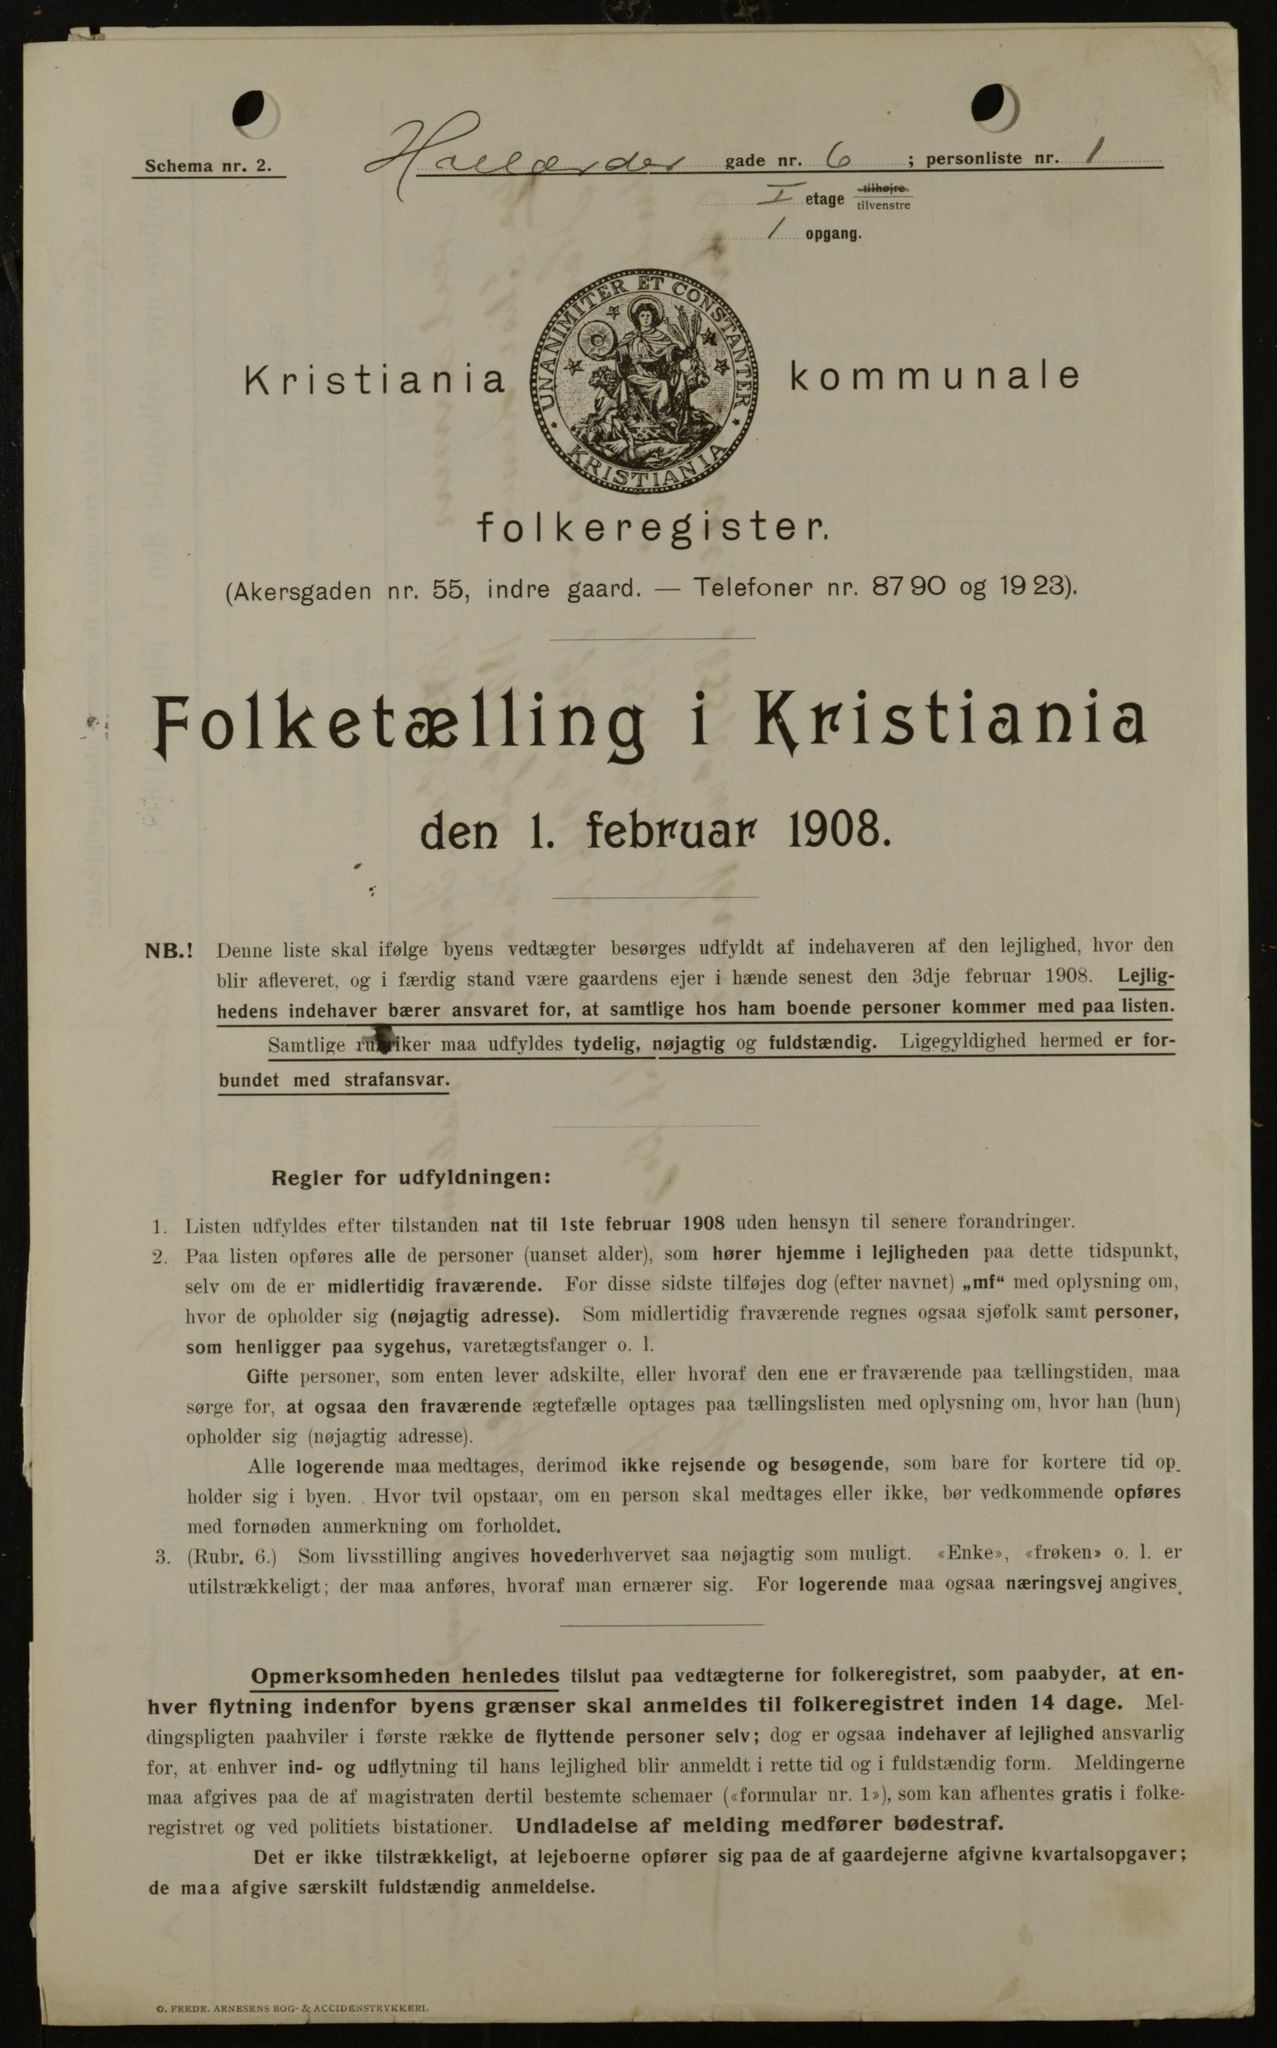 Schema nr. 2.
Hollænder gade nr. 6 ; personliste nr. 1
I etage tilhøjre
tilvenstre
1 opgang.
UNANIMITER ET CONSTANTER
KRISTIANIA
Kristiania kommunale
folkeregister.
(Akersgaden nr. 55, indre gaard. — Telefoner nr. 8790 og 1923).
Folketælling i Kristiania
den 1. februar 1908.
NB.! Denne liste skal ifølge byens vedtægter besørges udfyldt af indehaveren af den lejlighed, hvor den
blir afleveret, og i færdig stand være gaardens ejer i hænde senest den 3dje februar 1908. Lejlig-
hedens indehaver bærer ansvaret for, at samtlige hos ham boende personer kommer med paa listen.
Samtlige rubriker maa udfyldes tydelig, nøjagtig og fuldstændig. Ligegyldighed hermed er for-
bundet med strafansvar.
Regler for udfyldningen:
1. Listen udfyldes efter tilstanden nat til 1ste februar 1908 uden hensyn til senere forandringer.
2. Paa listen opføres alle de personer (uanset alder), som hører hjemme i lejligheden paa dette tidspunkt,
selv om de er midlertidig fraværende. For disse sidste tilføjes dog (efter navnet) „mf“ med oplysning om,
hvor de opholder sig (nøjagtig adresse). Som midlertidig fraværende regnes ogsaa sjøfolk samt personer,
som henligger paa sygehus, varetægtsfanger o. l.
Gifte personer, som enten lever adskilte, eller hvoraf den ene er fraværende paa tællingstiden, maa
sørge for, at ogsaa den fraværende ægtefælle optages paa tællingslisten med oplysning om, hvor han (hun)
opholder sig (nøjagtig adresse).
Alle logerende maa medtages, derimod ikke rejsende og besøgende, som bare for kortere tid op-
holder sig i byen. Hvor tvil opstaar, om en person skal medtages eller ikke, bør vedkommende opføres
med fornøden anmerkning om forholdet.
3. (Rubr. 6.) Som livsstilling angives hovederhvervet saa nøjagtig som muligt. «Enke», «frøken» o. l. er
utilstrækkeligt; der maa anføres, hvoraf man ernærer sig. For logerende maa ogsaa næringsvej angives.
Opmerksomheden henledes tilslut paa vedtægterne for folkeregistret, som paabyder, at en-
hver flytning indenfor byens grænser skal anmeldes til folkeregistret inden 14 dage. Mel-
dingspligten paahviler i første række de flyttende personer selv; dog er ogsaa indehaver af lejlighed ansvarlig
for, at enhver ind- og udflytning til hans lejlighed blir anmeldt i rette tid og i fuldstændig form. Meldingerne
maa afgives paa de af magistraten dertil bestemte schemaer («formular nr. 1»), som kan afhentes gratis i folke-
registret og ved politiets bistationer. Undladelse af melding medfører bødestraf.
Det er ikke tilstrækkeligt, at lejeboerne opfører sig paa de af gaardejerne afgivne kvartalsopgaver;
de maa afgive særskilt fuldstændig anmeldelse.
O. FREDR. ARNESENS BOG- & ACCIDENSTRYKKERI.